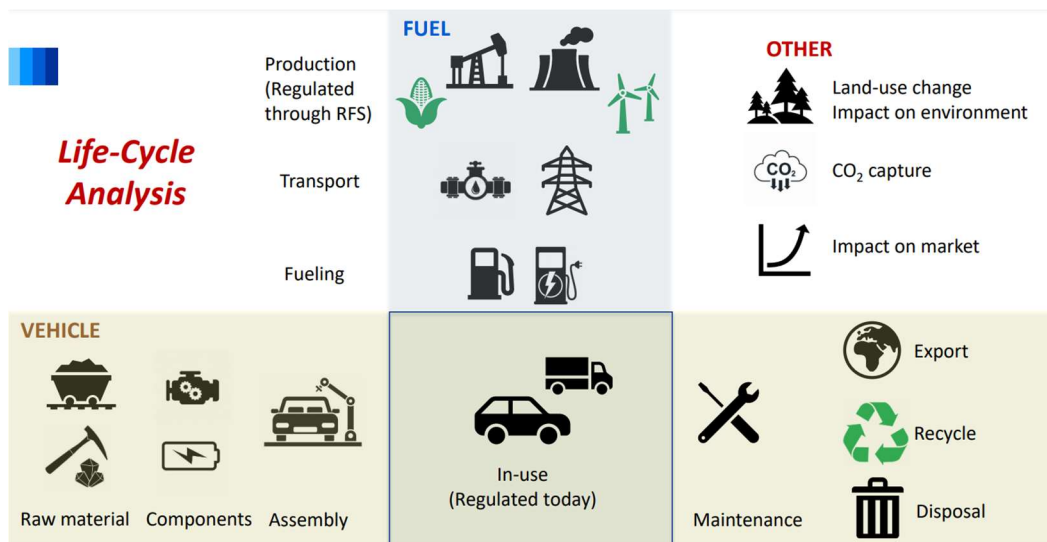 Life-Cycle
Analysis
FUEL
Production
(Regulated
through RFS)
Transport
Fueling
OTHER
Land-use change
Impact on environment
CO₂
CO₂ capture
Impact on market
VEHICLE
Raw material
Components
Assembly
In-use
(Regulated today)
Maintenance
Export
Recycle
Disposal